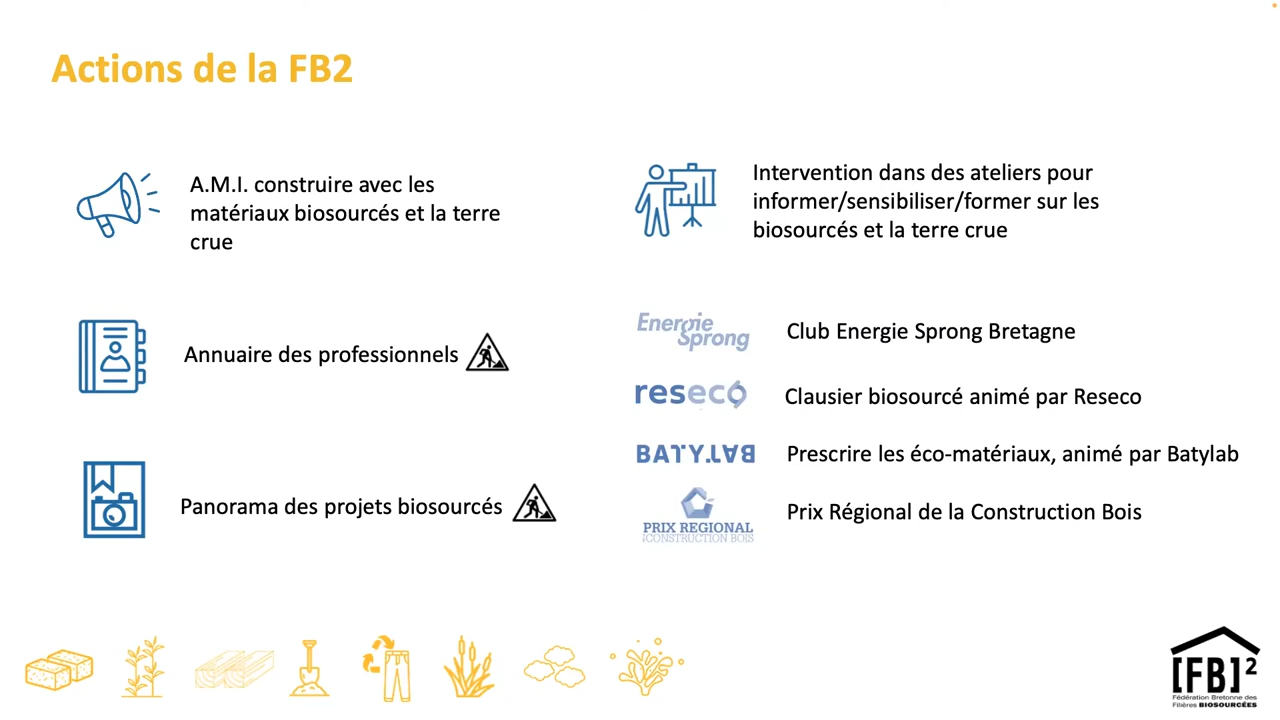 Actions de la FB2
A.M.I. construire avec les
matériaux biosourcés et la terre
crue
Annuaire des professionnels
Panorama des projets biosourcés
Intervention dans des ateliers pour
informer/sensibiliser/former sur les
biosourcés et la terre crue
Energie
Sprong
Club Energie Sprong Bretagne
reseco
Clausier biosourcé animé par Reseco
BATYLAB
Prescrire les éco-matériaux, animé par Batylab
PRIX REGIONAL
CONSTRUCTION BOIS
Prix Régional de la Construction Bois
[FB]²
Fédération Bretonne des
Filières BIOSOURCÉES